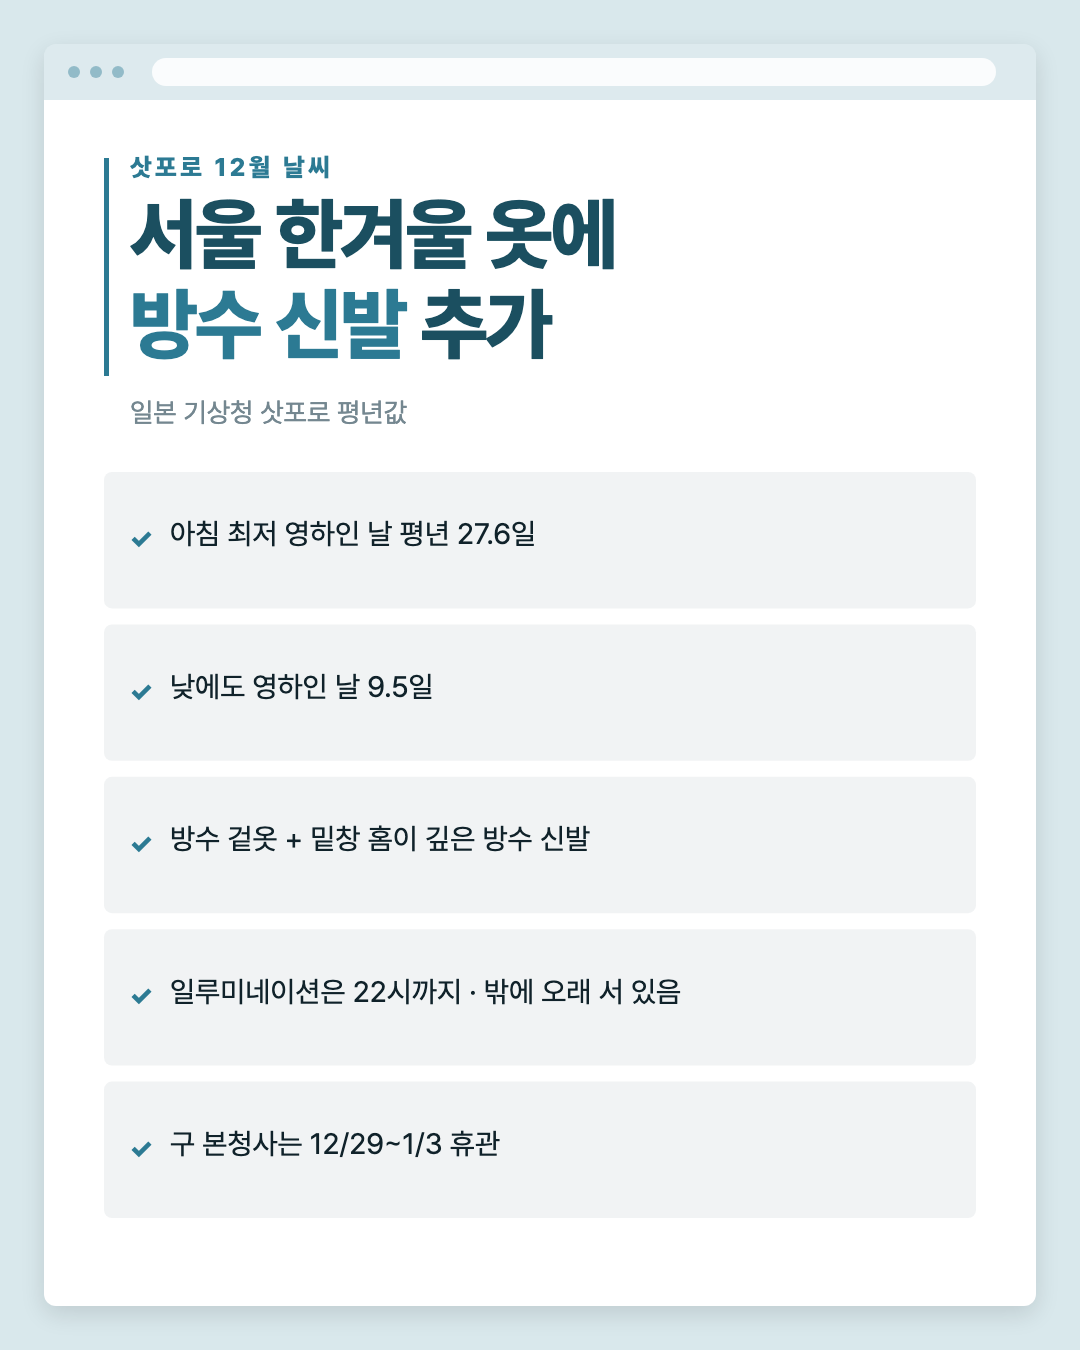 삿포로 12월 날씨
서울 한겨울 옷에
방수 신발 추가
일본 기상청 삿포로 평년값
아침 최저 영하인 날 평년 27.6일
낮에도 영하인 날 9.5일
방수 겉옷 + 밑창 홈이 깊은 방수 신발
일루미네이션은 22시까지 · 밖에 오래 서 있음
구 본청사는 12/29~1/3 휴관